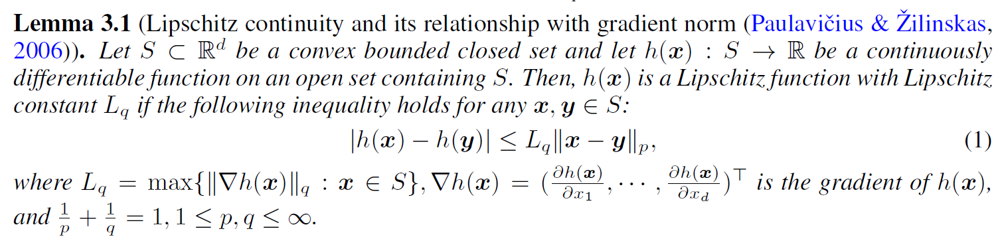 Lemma 3.1 (Lipschitz continuity and its relationship with gradient norm (Paulavičius & Žilinskas,
2006)). Let $S \subset \mathbb{R}^d$ be a convex bounded closed set and let $h(\boldsymbol{x}) : S \to \mathbb{R}$ be a continuously
differentiable function on an open set containing $S$. Then, $h(\boldsymbol{x})$ is a Lipschitz function with Lipschitz
constant $L_q$ if the following inequality holds for any $\boldsymbol{x}, \boldsymbol{y} \in S$:
$|h(\boldsymbol{x}) - h(\boldsymbol{y})| \leq L_q \|\boldsymbol{x} - \boldsymbol{y}\|_p,$ (1)
where $L_q = \max\{\|\nabla h(\boldsymbol{x})\|_q : \boldsymbol{x} \in S\}, \nabla h(\boldsymbol{x}) = (\frac{\partial h(\boldsymbol{x})}{\partial x_1}, \cdots, \frac{\partial h(\boldsymbol{x})}{\partial x_d})^\top$ is the gradient of $h(\boldsymbol{x})$,
and $\frac{1}{p} + \frac{1}{q} = 1, 1 \leq p, q \leq \infty$.